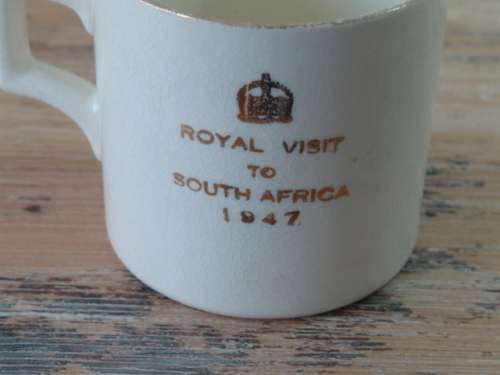 ROYAL VISIT
TO
SOUTH AFRICA
1947.